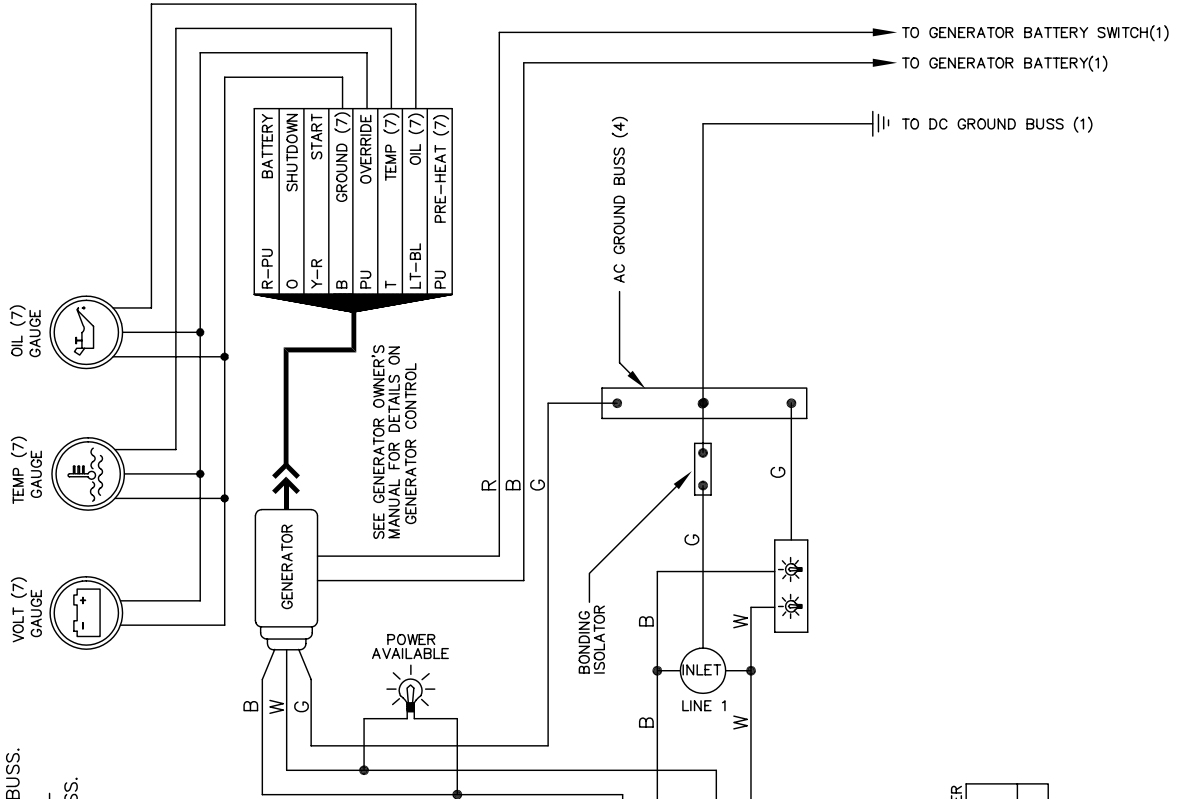 TO GENERATOR BATTERY SWITCH(1)
TO GENERATOR BATTERY(1)
TO DC GROUND BUSS (1)
AC GROUND BUSS (4)
R-PU BATTERY
O SHUTDOWN
Y-R START
B GROUND (7)
PU OVERRIDE
T TEMP (7)
LT-BL OIL (7)
PU PRE-HEAT (7)
OIL (7)
GAUGE
TEMP (7)
GAUGE
VOLT (7)
GAUGE
SEE GENERATOR OWNER'S
MANUAL FOR DETAILS ON
GENERATOR CONTROL
GENERATOR
R
B
G
G
G
BONDING
ISOLATOR
B
W
INLET
LINE 1
B
W
POWER
AVAILABLE
B
W
G
BUSS.
SS.
ER